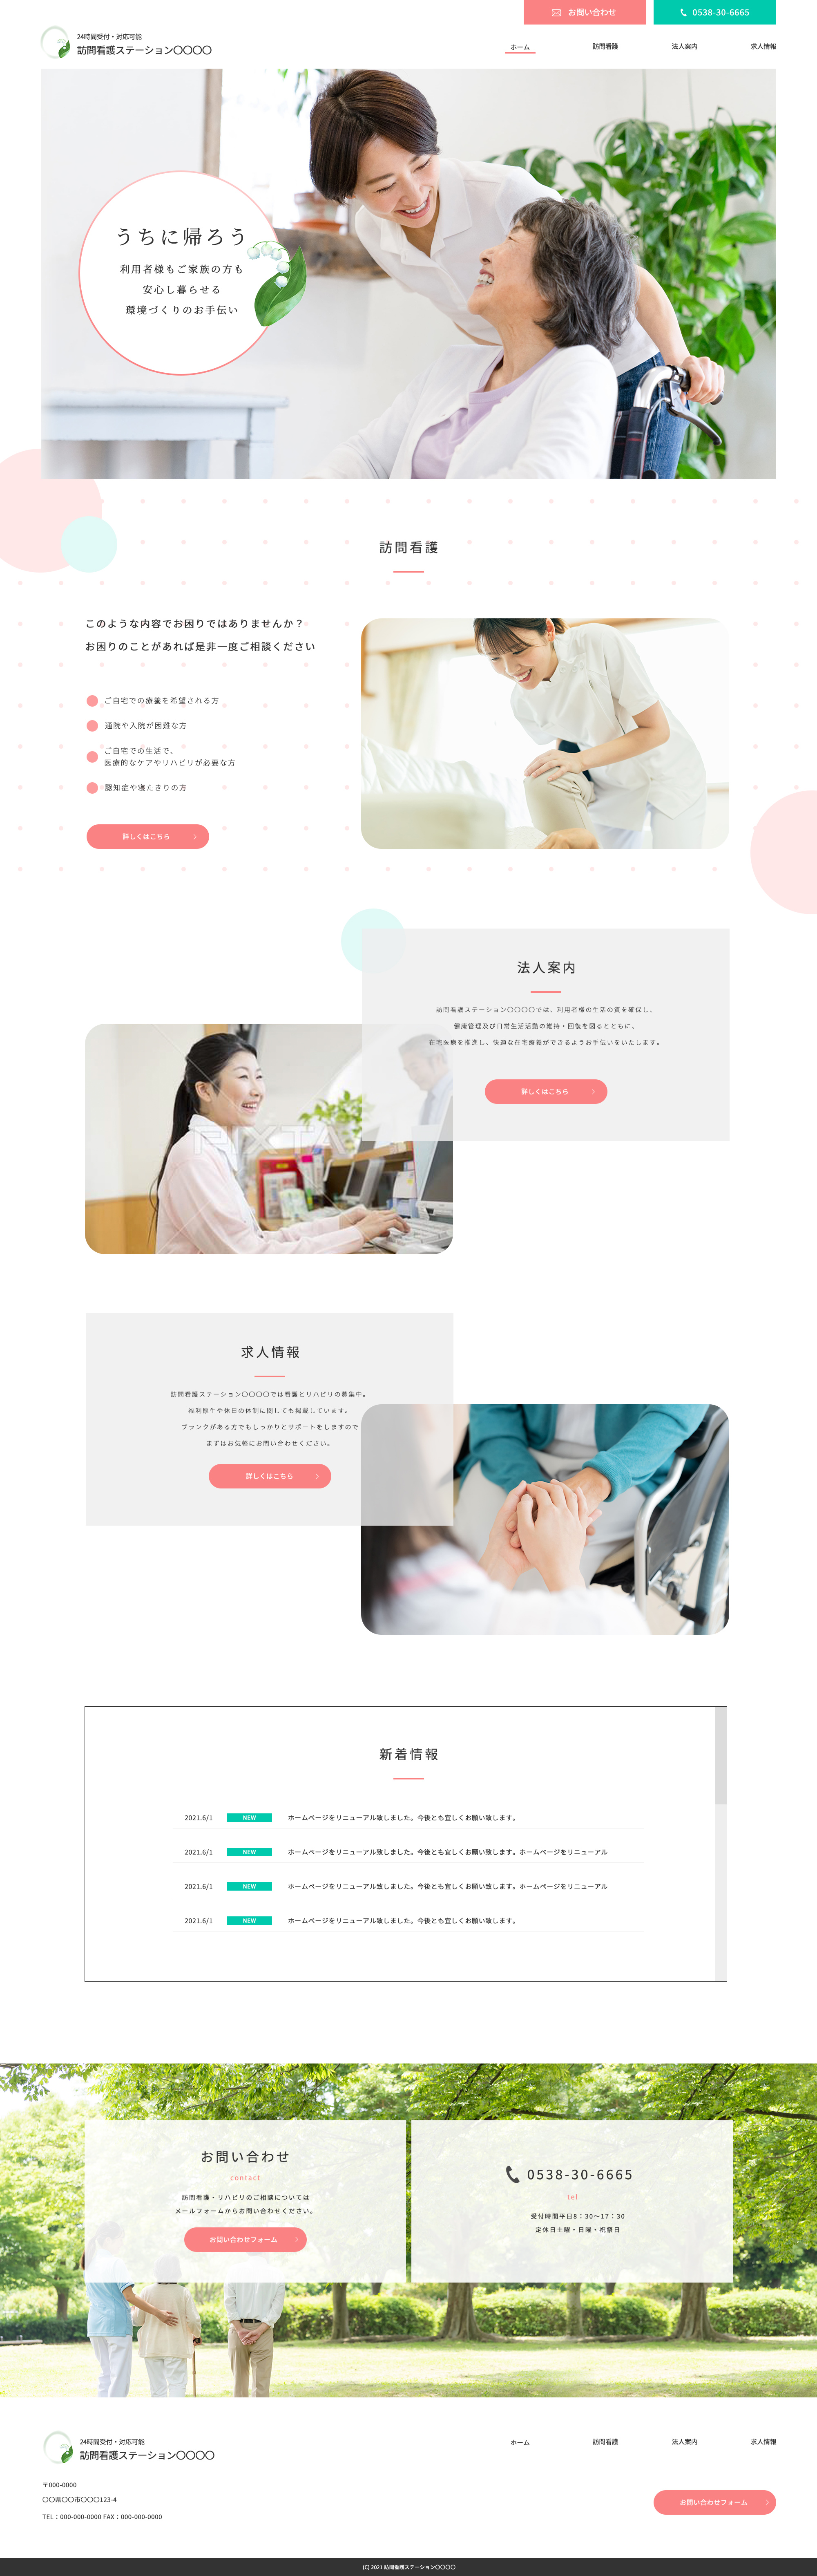 お問い合わせ
0538-30-6665
24時間受付・対応可能
訪問看護ステーション〇〇〇〇
ホーム
訪問看護
法人案内
求人情報
うちに帰ろう
利用者様もご家族の方も
安心し暮らせる
環境づくりのお手伝い
訪問看護
このような内容でお困りではありませんか？
お困りのことがあれば是非一度ご相談ください
ご自宅での療養を希望される方
通院や入院が困難な方
ご自宅での生活で、
医療的なケアやリハビリが必要な方
認知症や寝たきりの方
詳しくはこちら
法人案内
訪問看護ステーション〇〇〇〇では、利用者様の生活の質を確保し、
健康管理及び日常生活活動の維持・回復を図るとともに、
在宅医療を推進し、快適な在宅療養ができるようお手伝いをいたします。
詳しくはこちら
PIXTA
求人情報
訪問看護ステーション〇〇〇〇では看護とリハビリの募集中。
福利厚生や休日の体制に関しても掲載しています。
ブランクがある方でもしっかりとサポートをしますので
まずはお気軽にお問い合わせください。
詳しくはこちら
新着情報
2021.6/1 NEW ホームページをリニューアル致しました。今後とも宜しくお願い致します。
2021.6/1 NEW ホームページをリニューアル致しました。今後とも宜しくお願い致します。ホームページをリニューアル
2021.6/1 NEW ホームページをリニューアル致しました。今後とも宜しくお願い致します。ホームページをリニューアル
2021.6/1 NEW ホームページをリニューアル致しました。今後とも宜しくお願い致します。
お問い合わせ
contact
訪問看護・リハビリのご相談については
メールフォームからお問い合わせください。
お問い合わせフォーム
0538-30-6665
tel
受付時間平日8：30～17：30
定休日土曜・日曜・祝祭日
24時間受付・対応可能
訪問看護ステーション〇〇〇〇
ホーム
訪問看護
法人案内
求人情報
〒000-0000
〇〇県〇〇市〇〇〇123-4
TEL：000-000-0000 FAX：000-000-0000
お問い合わせフォーム
(C) 2021 訪問看護ステーション〇〇〇〇